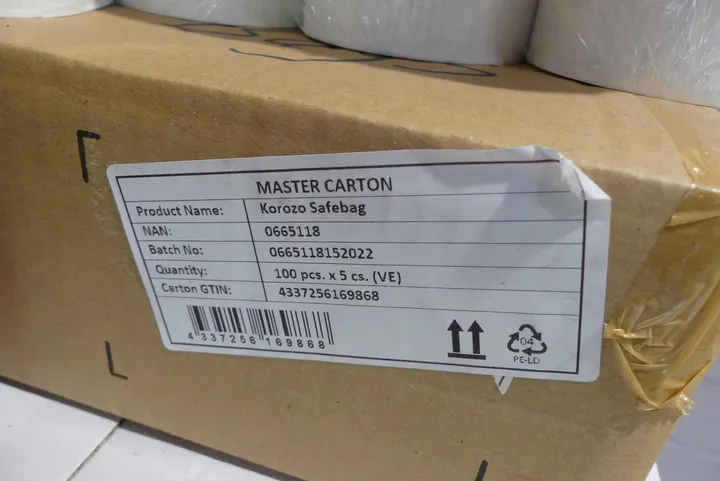 MASTER CARTON
Product Name: Korozo Safebag
NAN: 0665118
Batch No: 0665118152022
Quantity: 100 pcs. x 5 cs. (VE)
Carton GTIN: 4337256169868
4 337256 169868
04
PE-LD